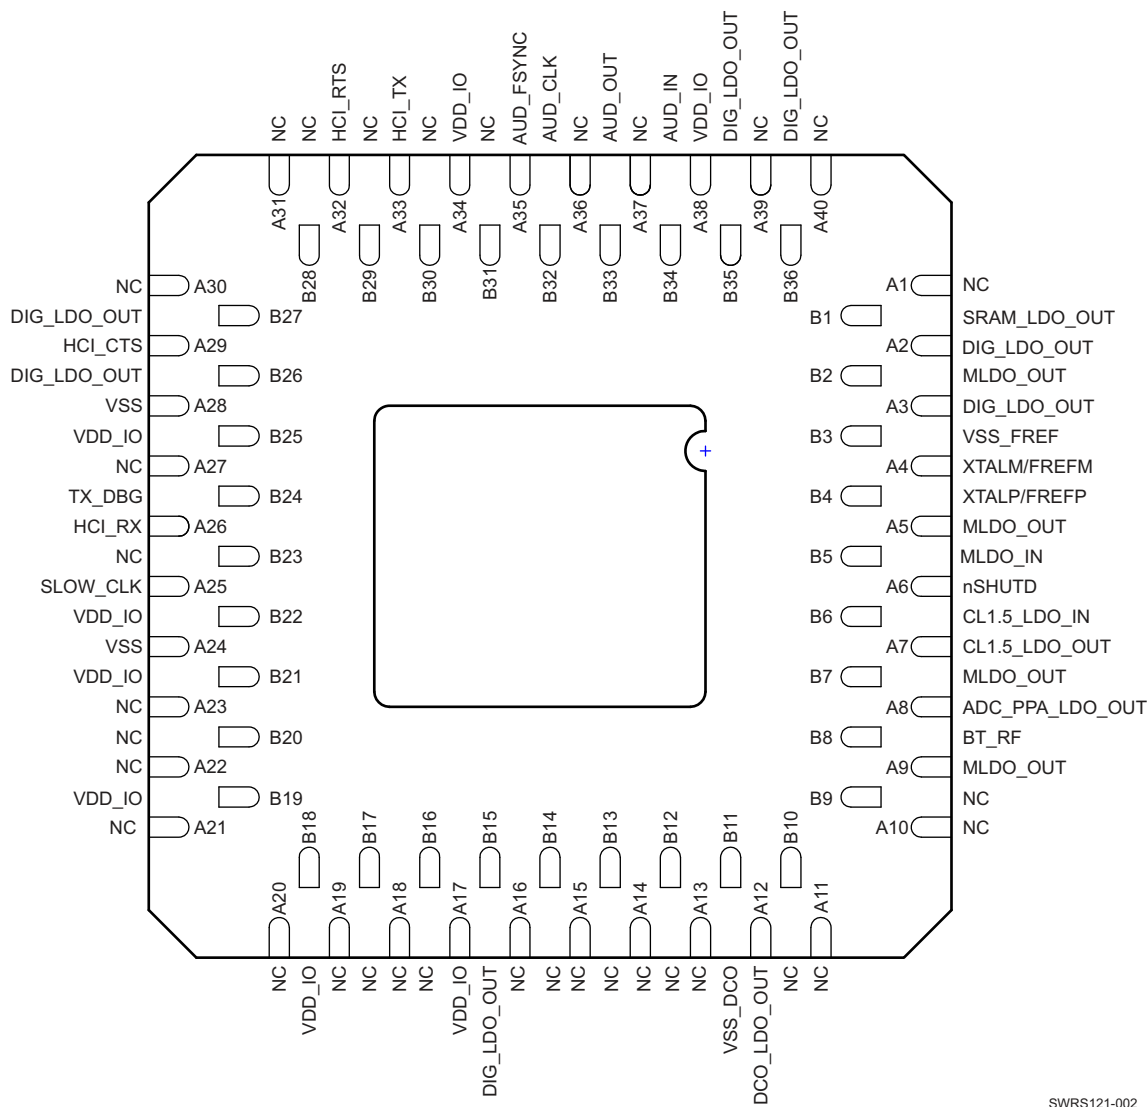 NC
NC
HCI_RTS
NC
HCI_TX
NC
VDD_IO
NC
AUD_FSYNC
AUD_CLK
NC
AUD_OUT
NC
AUD_IN
VDD_IO
DIG_LDO_OUT
NC
DIG_LDO_OUT
NC
A31
A32
A33
A34
A35
A36
A37
A38
A39
A40
B28
B29
B30
B31
B32
B33
B34
B35
B36
NC A30
DIG_LDO_OUT B27
HCI_CTS A29
DIG_LDO_OUT B26
VSS A28
VDD_IO B25
NC A27
TX_DBG B24
HCI_RX A26
NC B23
SLOW_CLK A25
VDD_IO B22
VSS A24
VDD_IO B21
NC A23
NC B20
NC A22
VDD_IO B19
NC A21
A1 NC
B1 SRAM_LDO_OUT
A2 DIG_LDO_OUT
B2 MLDO_OUT
A3 DIG_LDO_OUT
B3 VSS_FREF
A4 XTALM/FREFM
B4 XTALP/FREFP
A5 MLDO_OUT
B5 MLDO_IN
A6 nSHUTD
B6 CL1.5_LDO_IN
A7 CL1.5_LDO_OUT
B7 MLDO_OUT
A8 ADC_PPA_LDO_OUT
B8 BT_RF
A9 MLDO_OUT
B9 NC
A10 NC
B18
B17
B16
B15
B14
B13
B12
B11
B10
A20
A19
A18
A17
A16
A15
A14
A13
A12
A11
NC
VDD_IO
NC
NC
NC
NC
VDD_IO
DIG_LDO_OUT
NC
NC
NC
NC
NC
NC
NC
VSS_DCO
DCO_LDO_OUT
NC
NC
SWRS121-002